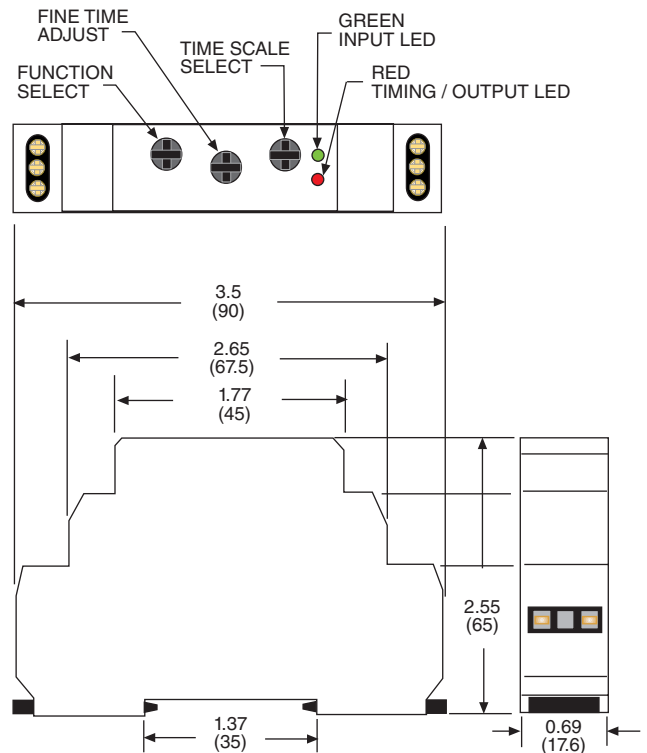 FINE TIME
ADJUST
GREEN
INPUT LED
TIME SCALE
SELECT
FUNCTION
SELECT
RED
TIMING / OUTPUT LED
3.5
(90)
2.65
(67.5)
1.77
(45)
2.55
(65)
1.37
(35)
0.69
(17.6)